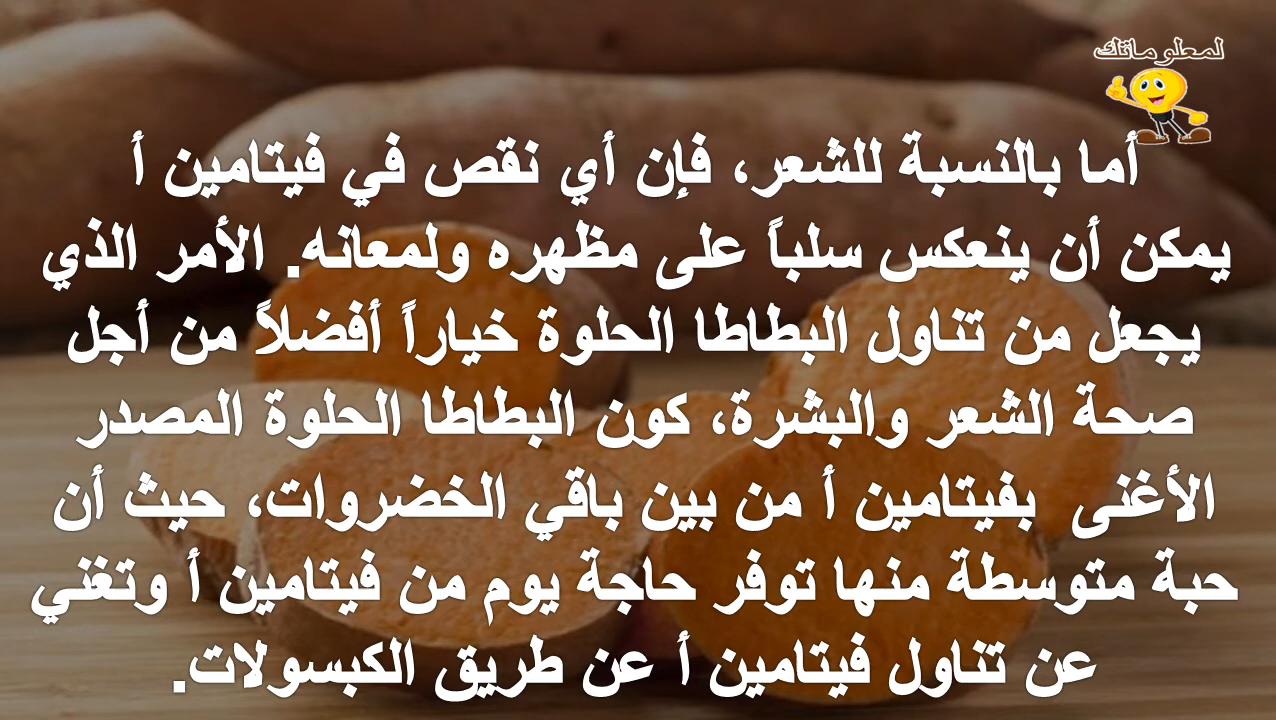 لمعلوماتك
أما بالنسبة للشعر، فإن أي نقص في فيتامين أ
يمكن أن ينعكس سلباً على مظهره ولمعانه. الأمر الذي
يجعل من تناول البطاطا الحلوة خياراً أفضلاً من أجل
صحة الشعر والبشرة، كون البطاطا الحلوة المصدر
الأغنى بفيتامين أ من بين باقي الخضروات، حيث أن
حبة متوسطة منها توفر حاجة يوم من فيتامين أ وتغني
عن تناول فيتامين أ عن طريق الكبسولات.